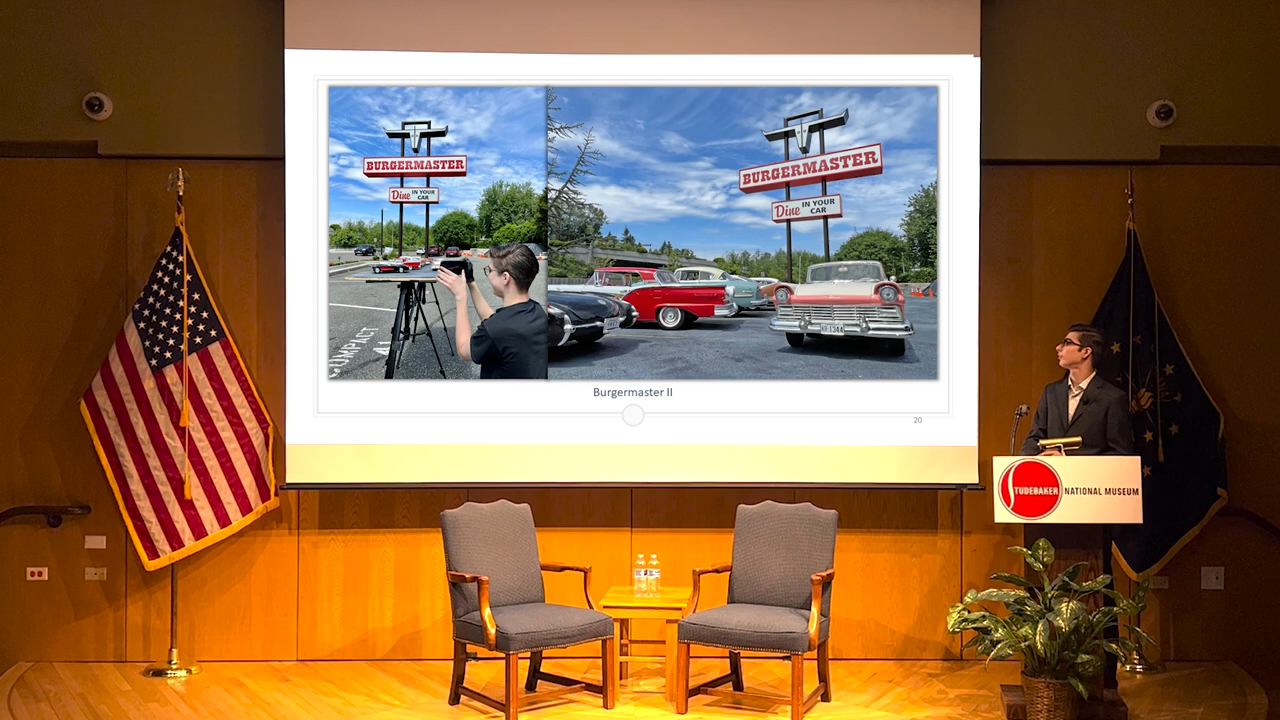 BURGERMASTER
Dine IN YOUR
CAR
COMPACT
BURGERMASTER
Dine IN YOUR
CAR
Burgermaster II
20
STUDEBAKER NATIONAL MUSEUM